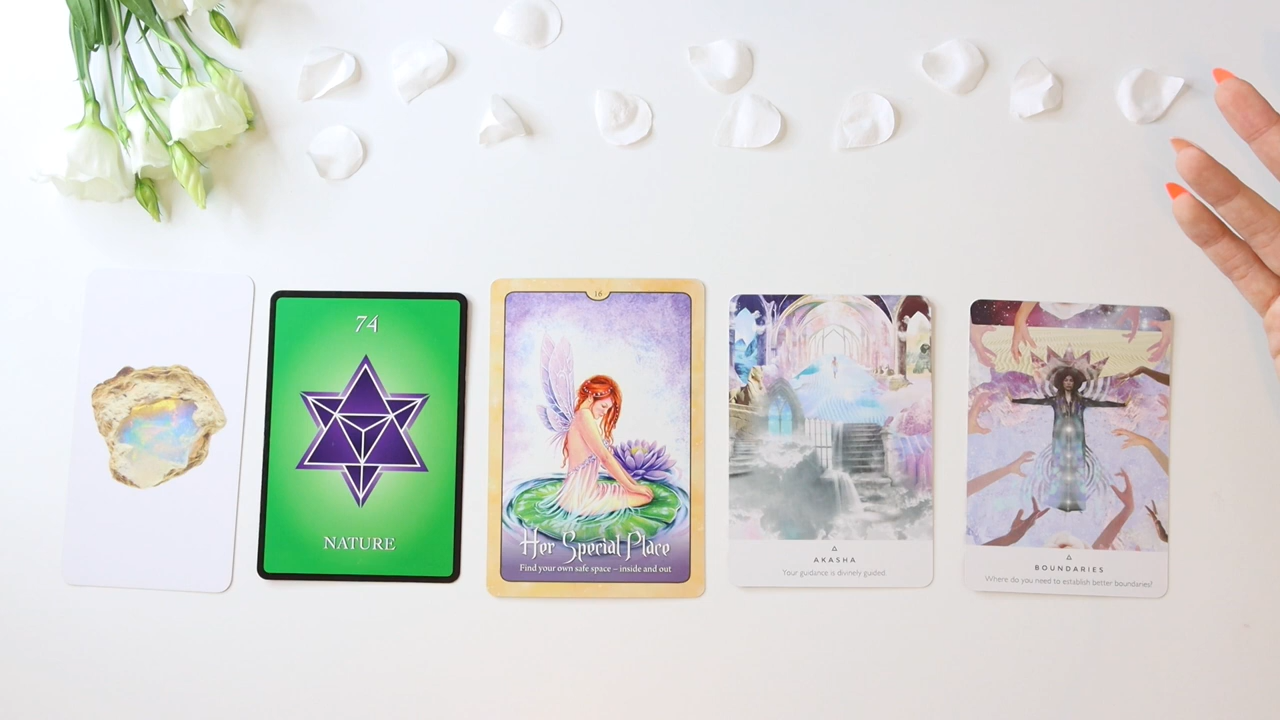 74
NATURE
16
Her Special Place
Find your own safe space – inside and out
AKASHA
Your guidance is divinely guided.
BOUNDARIES
Where do you need to establish better boundaries?